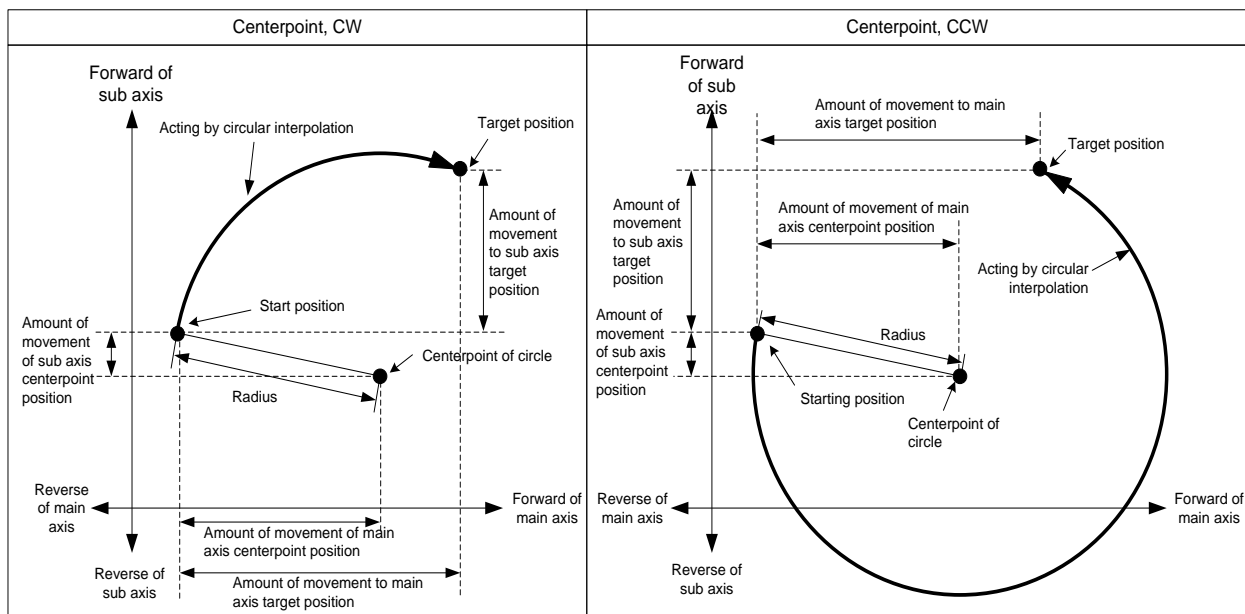 Centerpoint, CW
Forward of
sub axis
Acting by circular interpolation
Target position
Amount of
movement
to sub axis
target
position
Start position
Amount of
movement
of sub axis
centerpoint
position
Centerpoint of circle
Radius
Reverse
of main
axis
Forward of
main axis
Amount of movement of main
axis centerpoint position
Reverse of
sub axis
Amount of movement to main
axis target position
Centerpoint, CCW
Forward
of sub
axis
Amount of movement to main
axis target position
Target position
Amount of
movement
to sub axis
target
position
Amount of movement of main
axis centerpoint position
Acting by circular
interpolation
Amount of
movement
of sub axis
centerpoint
position
Radius
Starting position
Centerpoint of
circle
Reverse of
main axis
Forward of
main axis
Reverse of
sub axis